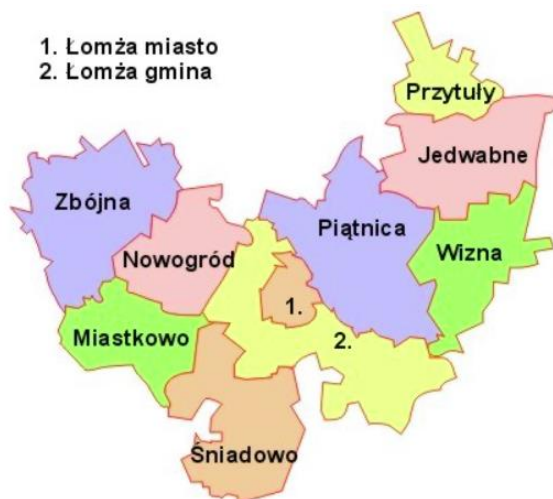 1. Łomża miasto
2. Łomża gmina
Przytuły
Jedwabne
Zbójna
Piątnica
Nowogród
Wizna
1.
Miastkowo
2.
Śniadowo